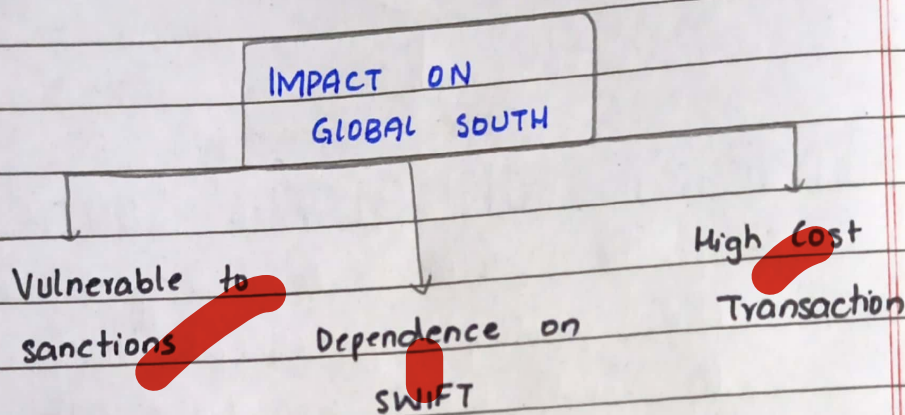 IMPACT ON
GLOBAL SOUTH
Vulnerable to
sanctions
Dependence on
SWIFT
High Cost
Transaction